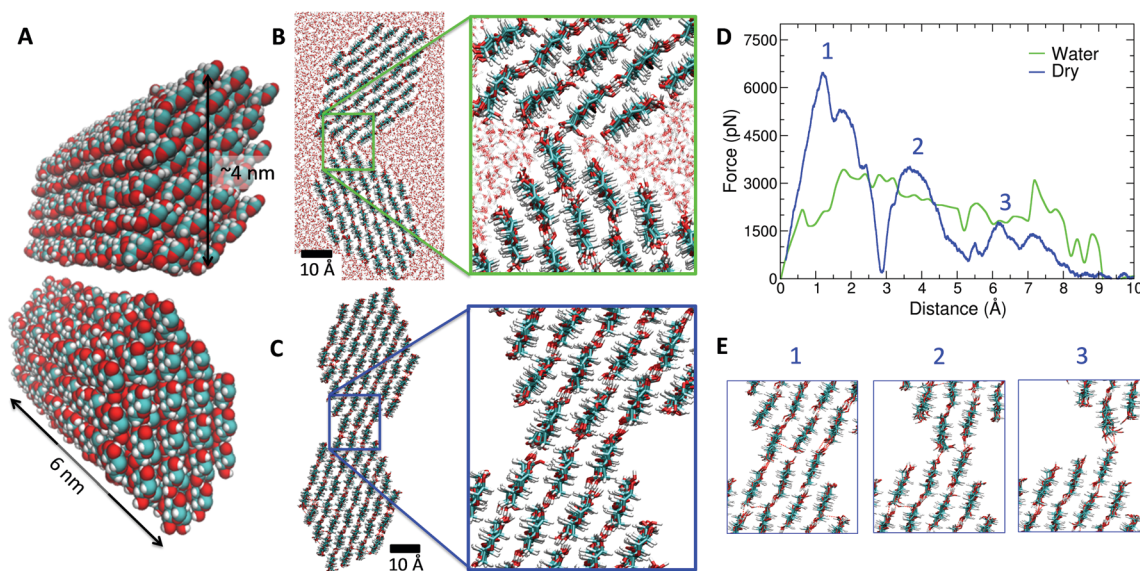 A
~4 nm
6 nm
B
10 Å
C
10 Å
D
7500
6000
4500
3000
1500
0
Force (pN)
1
2
3
Water
Dry
0 1 2 3 4 5 6 7 8 9 10
Distance (Å)
E
1 2 3